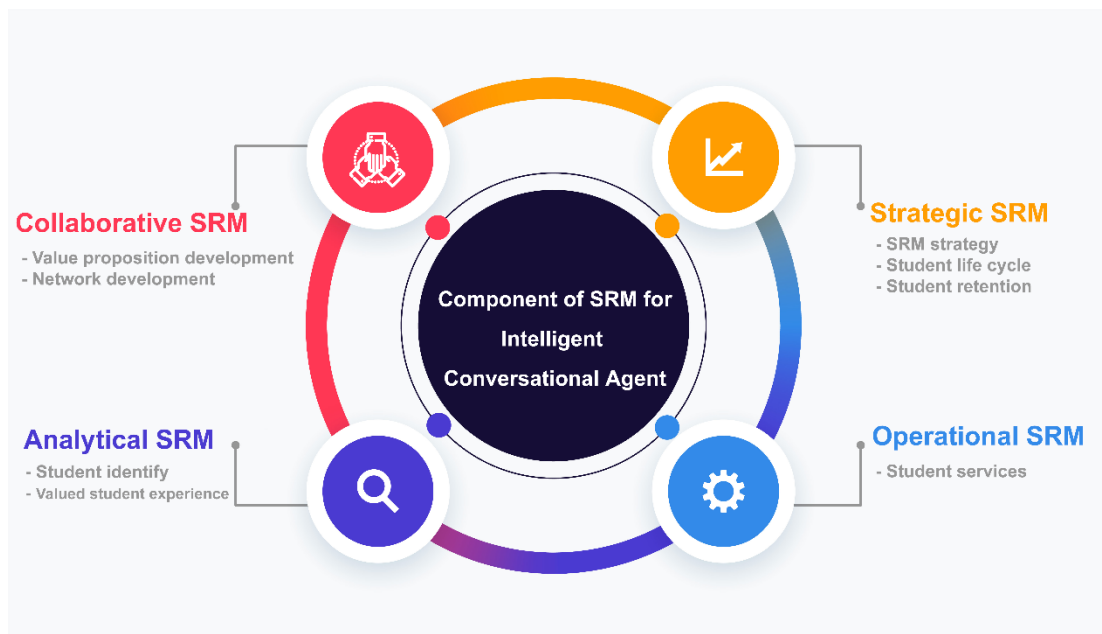 Collaborative SRM
- Value proposition development
- Network development
Strategic SRM
- SRM strategy
- Student life cycle
- Student retention
Component of SRM for
Intelligent
Conversational Agent
Analytical SRM
- Student identify
- Valued student experience
Operational SRM
- Student services